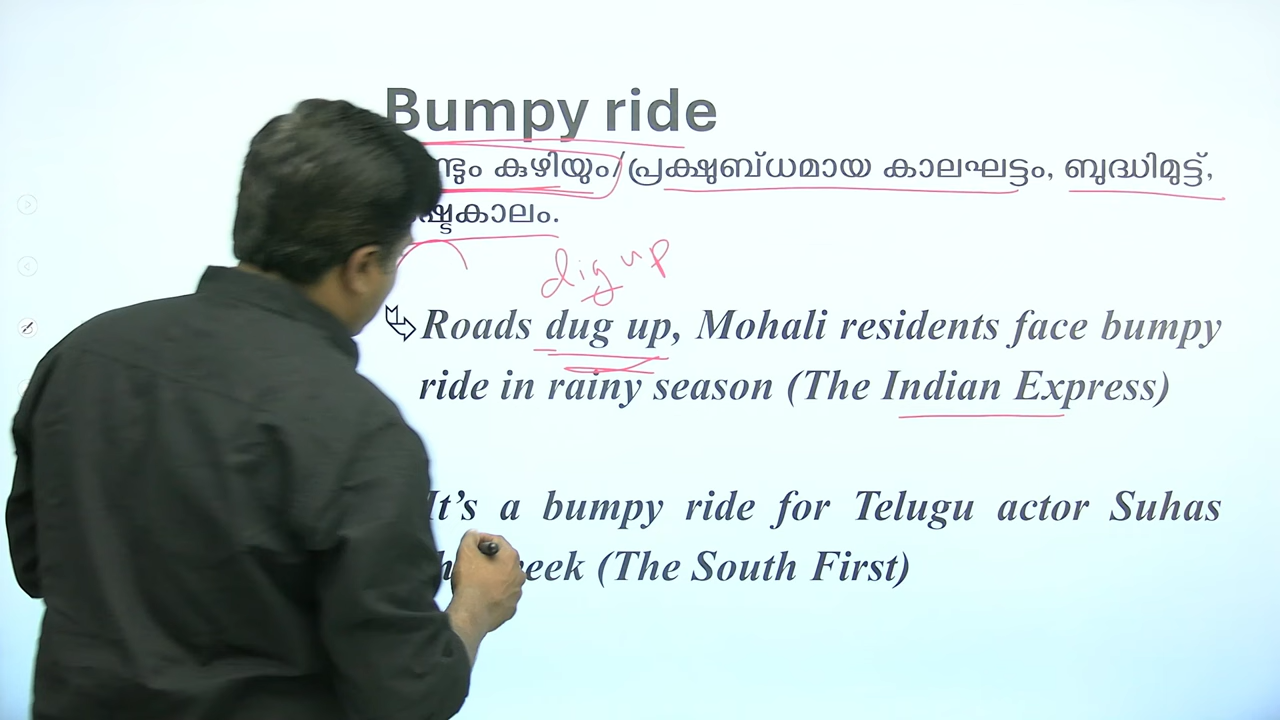 Bumpy ride
കുഴിയും/പ്രക്ഷുബ്ധമായ കാലഘട്ടം, ബുദ്ധിമുട്ട്,
dig up
Roads dug up, Mohali residents face bumpy
ride in rainy season (The Indian Express)
It's a bumpy ride for Telugu actor Suhas
(The South First)